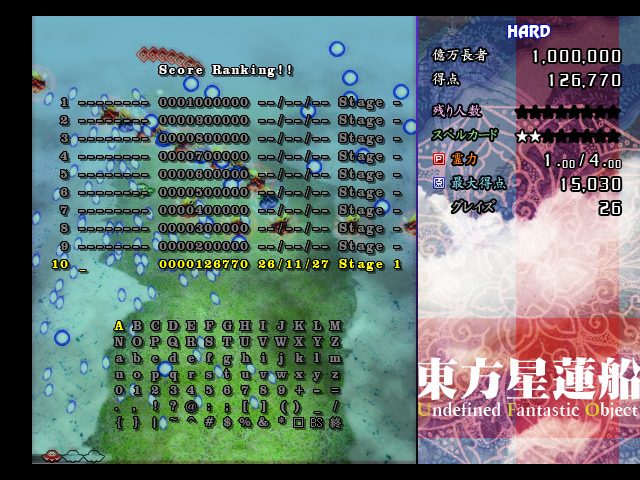 Score Ranking!!
1 -------- 0001000000 --/--/-- Stage -
2 -------- 0000900000 --/--/-- Stage -
3 -------- 0000800000 --/--/-- Stage -
4 -------- 0000700000 --/--/-- Stage -
5 -------- 0000600000 --/--/-- Stage -
6 -------- 0000500000 --/--/-- Stage -
7 -------- 0000400000 --/--/-- Stage -
8 -------- 0000300000 --/--/-- Stage -
9 -------- 0000200000 --/--/-- Stage -
10 _ 0000126770 26/11/27 Stage 1
A B C D E F G H I J K L M
N O P Q R S T U V W X Y Z
a b c d e f g h i j k l m
n o p q r s t u v w x y z
0 1 2 3 4 5 6 7 8 9 + - =
. , ! ? @ : ; [ ] ( ) _ /
{ } | ~ ^ # $ % & * □ BS 終
HARD
億万長者 1,000,000
得点 126,770
残り人数
スペルカード ★★
P 霊力 1.00/4.00
点 最大得点 15,030
グレイズ 26
東方星蓮船
Undefined Fantastic Object